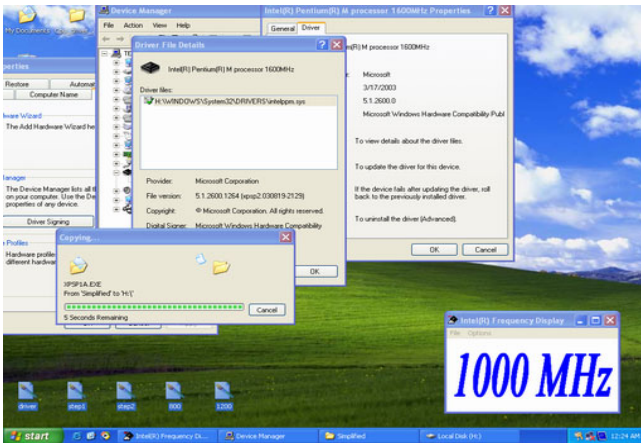 My Documents
Device Manager
File Action View Help
Intel(R) Pentium(R) M processor 1600MHz Properties
General Driver
(R) M processor 1600MHz
Microsoft
3/17/2003
5.1.2600.0
Microsoft Windows Hardware Compatibility Publ
To view details about the driver files.
To update the driver for this device.
If the device fails after updating the driver, roll
back to the previously installed driver.
To uninstall the driver (Advanced).
OK Cancel
Driver File Details
Intel(R) Pentium(R) M processor 1600MHz
Driver files:
H:\WINDOWS\System32\DRIVERS\intelppm.sys
Provider: Microsoft Corporation
File version: 5.1.2600.1264 (xpsp2.030819-2129)
Copyright: © Microsoft Corporation. All rights reserved.
Digital Signer: Microsoft Windows Hardware Compatibility
OK
perties
Restore Automat
Computer Name
dware Wizard
The Add Hardware Wizard he
Manager
The Device Manager lists all t
on your computer. Use the De
properties of any device.
Driver Signing
e Profiles
Hardware profile
different hardwar
Copying...
XPSP1A.EXE
From 'Simplified' to 'H:\'
5 Seconds Remaining
Cancel
Intel(R) Frequency Display
File Options
1000 MHz
driver
step1
step2
800
1200
start
Intel(R) Frequency Di...
Device Manager
Simplified
Local Disk (H:)
12:34 AM